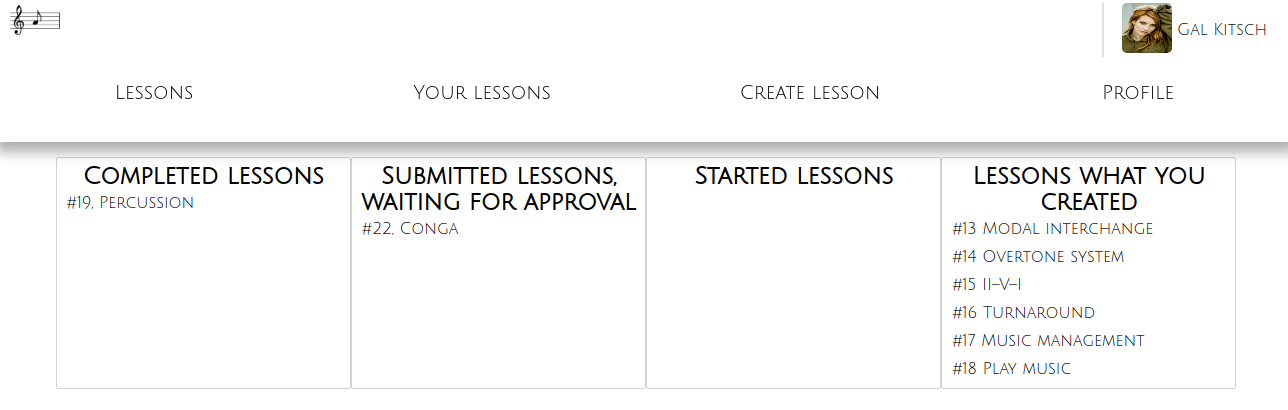 Gal Kitsch
Lessons
Your lessons
Create lesson
Profile
Completed lessons
#19, Percussion
Submitted lessons,
waiting for approval
#22, Conga
Started lessons
Lessons what you
created
#13 Modal interchange
#14 Overtone system
#15 II–V–I
#16 Turnaround
#17 Music management
#18 Play music